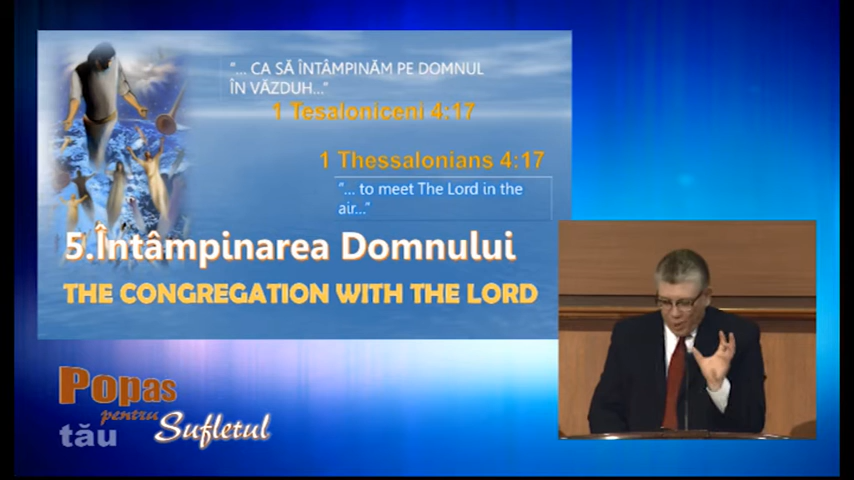 “... CA SĂ ÎNTÂMPINĂM PE DOMNUL
ÎN VĂZDUH...”
1 Tesaloniceni 4:17
1 Thessalonians 4:17
“... to meet The Lord in the
air...”
5.Întâmpinarea Domnului
THE CONGREGATION WITH THE LORD
Popas
pentru
Sufletul
tău